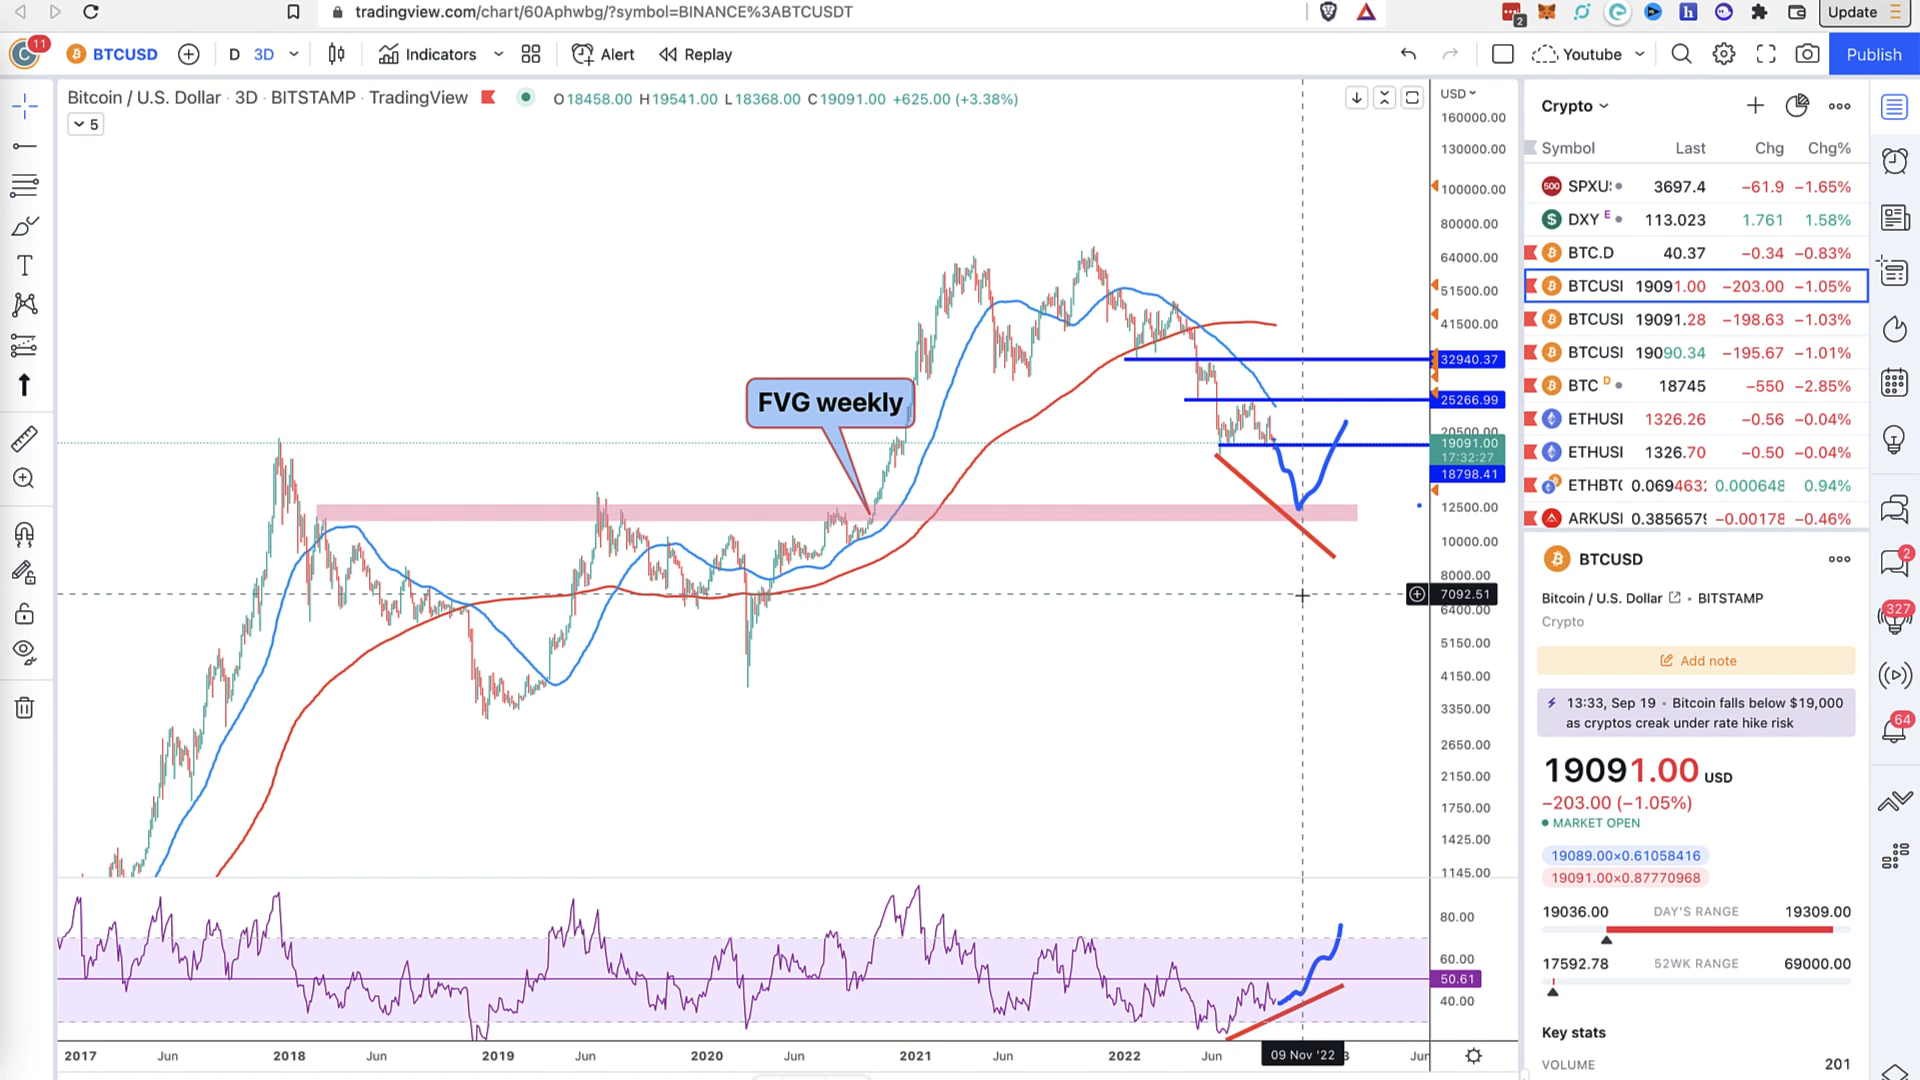 tradingview.com/chart/60Aphwbg/?symbol=BINANCE%3ABTCUSDT
2
Update
11
BTCUSD
D 3D
Indicators
Alert
Replay
Youtube
Publish
Bitcoin / U.S. Dollar · 3D · BITSTAMP · TradingView
O18458.00 H19541.00 L18368.00 C19091.00 +625.00 (+3.38%)
5
USD
160000.00
130000.00
100000.00
80000.00
64000.00
51500.00
41500.00
32940.37
25266.99
20500.00
19091.00
17:32:27
18798.41
12500.00
10000.00
8000.00
7092.51
6400.00
5150.00
4150.00
3350.00
2650.00
2150.00
1750.00
1425.00
1145.00
FVG weekly
80.00
60.00
50.61
40.00
2017 Jun 2018 Jun 2019 Jun 2020 Jun 2021 Jun 2022 Jun 09 Nov '22 3 Jun
Crypto
Symbol Last Chg Chg%
SPXU 3697.4 −61.9 −1.65%
DXY E 113.023 1.761 1.58%
BTC.D 40.37 −0.34 −0.83%
BTCUSI 19091.00 −203.00 −1.05%
BTCUSI 19091.28 −198.63 −1.03%
BTCUSI 19090.34 −195.67 −1.01%
BTC D 18745 −550 −2.85%
ETHUSI 1326.26 −0.56 −0.04%
ETHUSI 1326.70 −0.50 −0.04%
ETHBT 0.069463 0.000648 0.94%
ARKUSI 0.385657 −0.00178 −0.46%
BTCUSD
Bitcoin / U.S. Dollar • BITSTAMP
Crypto
Add note
13:33, Sep 19 • Bitcoin falls below $19,000
as cryptos creak under rate hike risk
19091.00 USD
−203.00 (−1.05%)
MARKET OPEN
19089.00×0.61058416
19091.00×0.87770968
19036.00 DAY'S RANGE 19309.00
17592.78 52WK RANGE 69000.00
Key stats
VOLUME 201
2
327
64